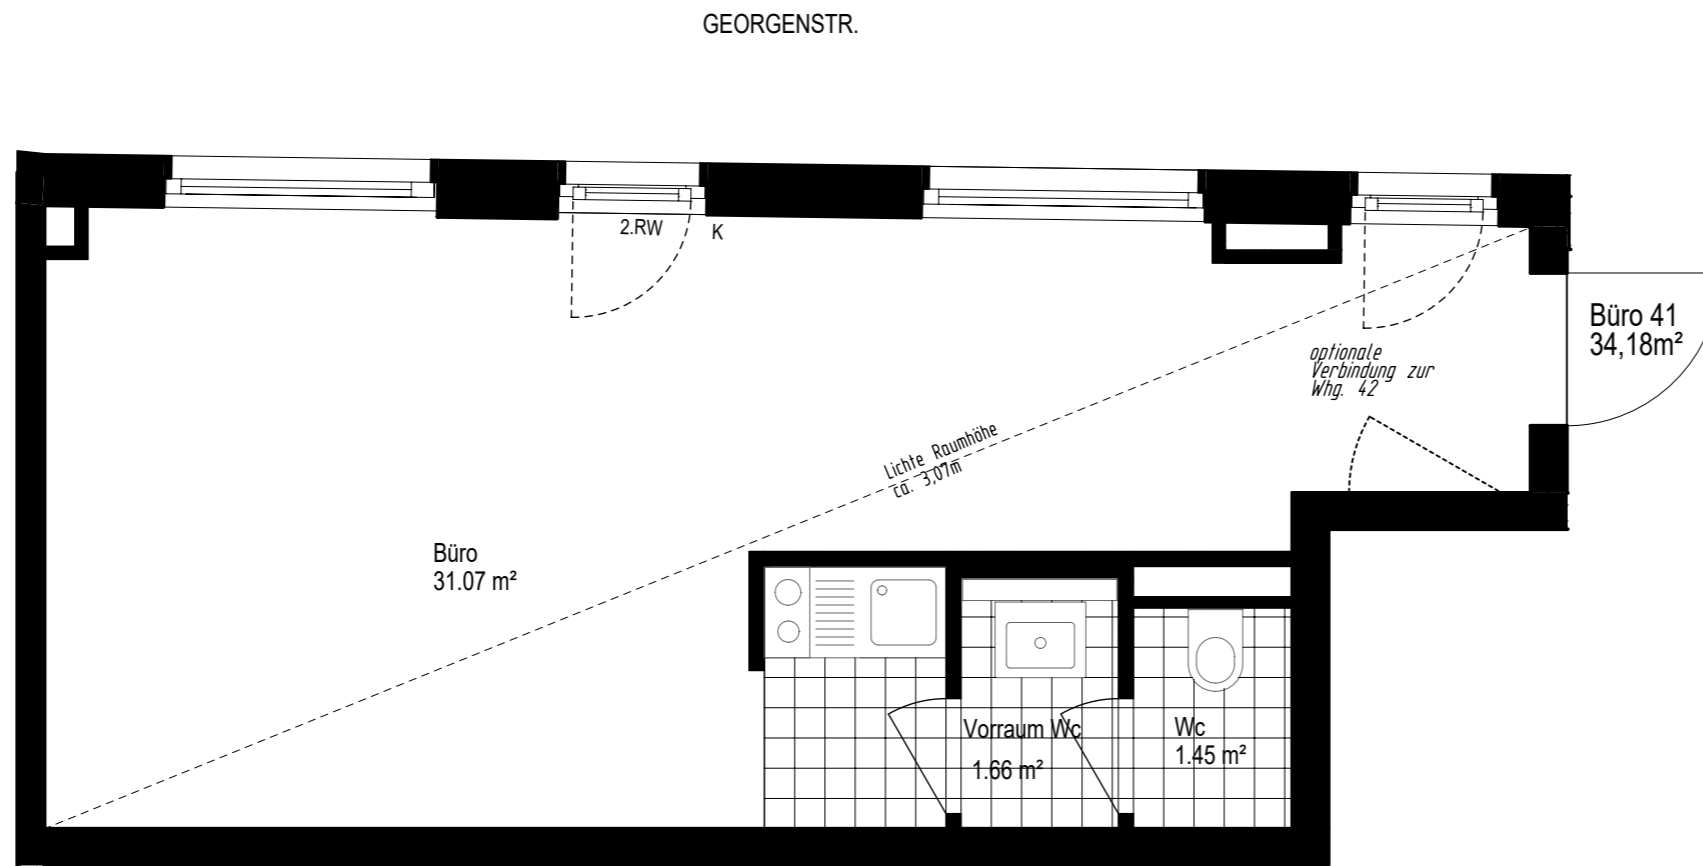 GEORGENSTR.
2.RW
K
Büro 41
34,18m²
optionale
Verbindung zur
Whg. 42
Lichte Raumhöhe
ca. 3,07m
Büro
31.07 m²
Vorraum Wc
1.66 m²
Wc
1.45 m²